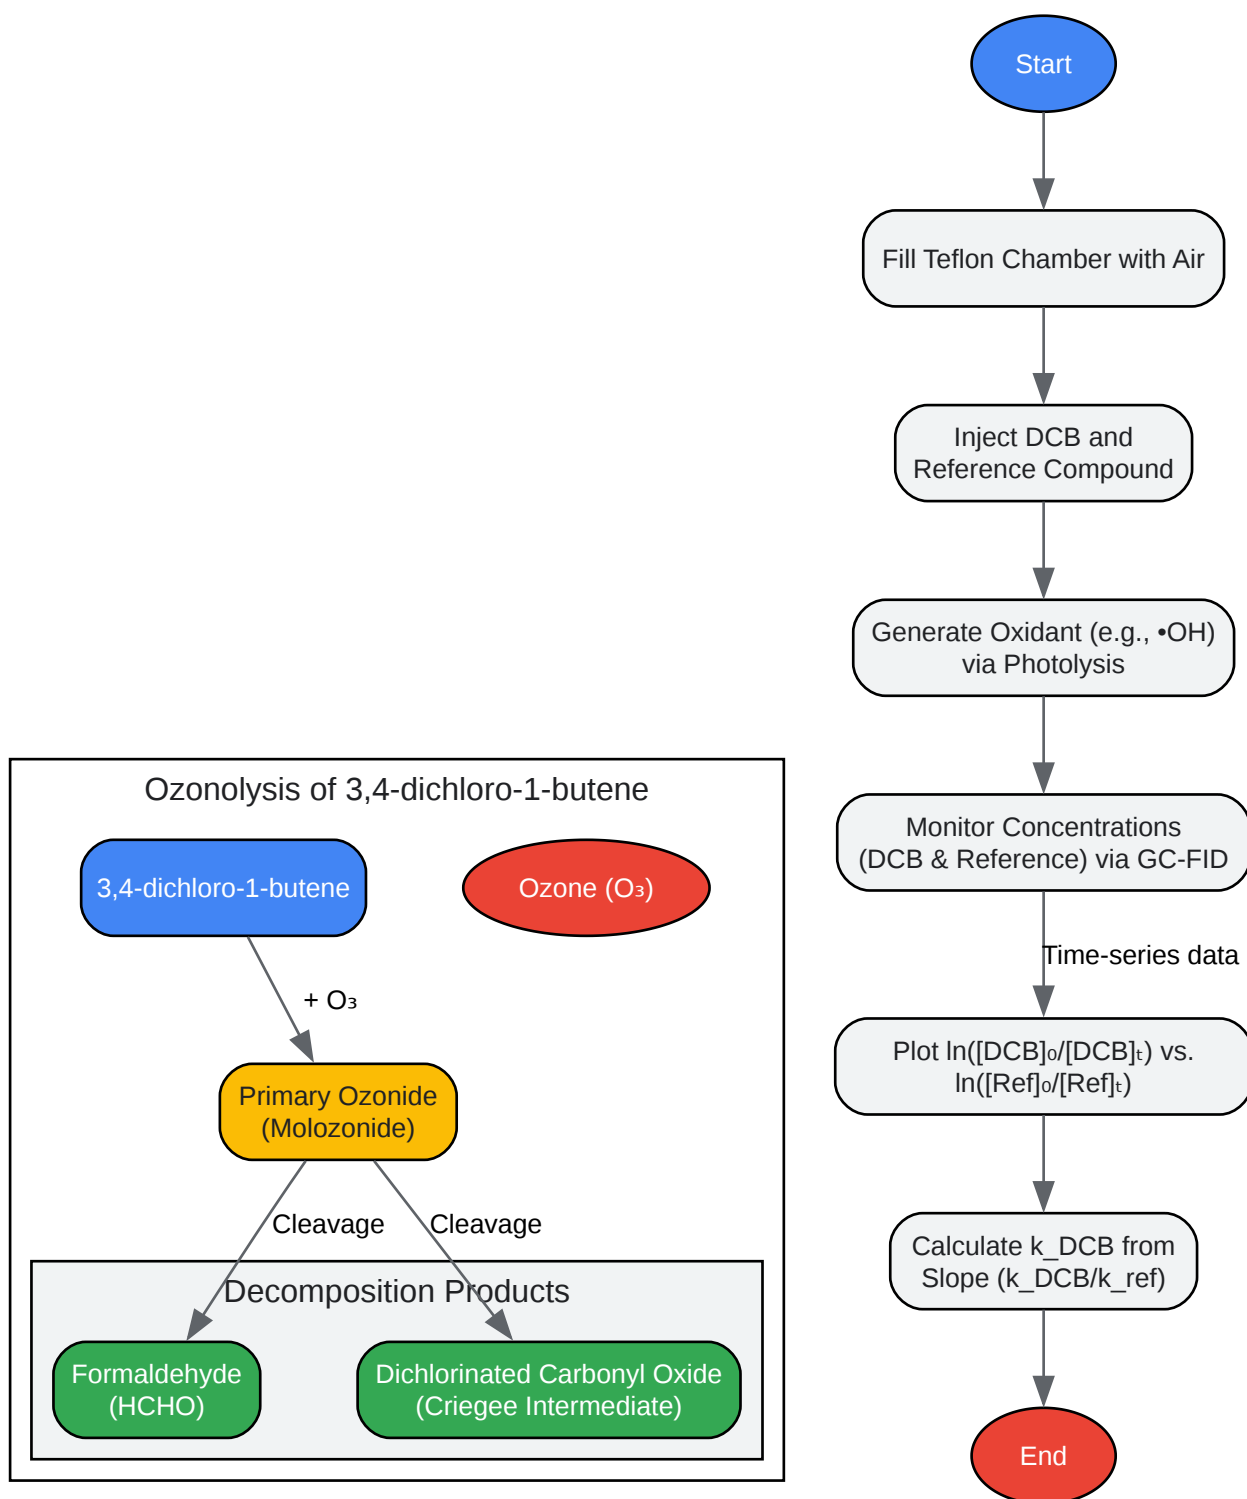 Start
Fill Teflon Chamber with Air
Inject DCB and
Reference Compound
Generate Oxidant (e.g., •OH)
via Photolysis
Monitor Concentrations
(DCB & Reference) via GC-FID
Time-series data
Plot ln([DCB]₀/[DCB]ₜ) vs.
ln([Ref]₀/[Ref]ₜ)
Calculate k_DCB from
Slope (k_DCB/k_ref)
End
Ozonolysis of 3,4-dichloro-1-butene
3,4-dichloro-1-butene
Ozone (O₃)
+ O₃
Primary Ozonide
(Molozonide)
Cleavage
Cleavage
Decomposition Products
Formaldehyde
(HCHO)
Dichlorinated Carbonyl Oxide
(Criegee Intermediate)